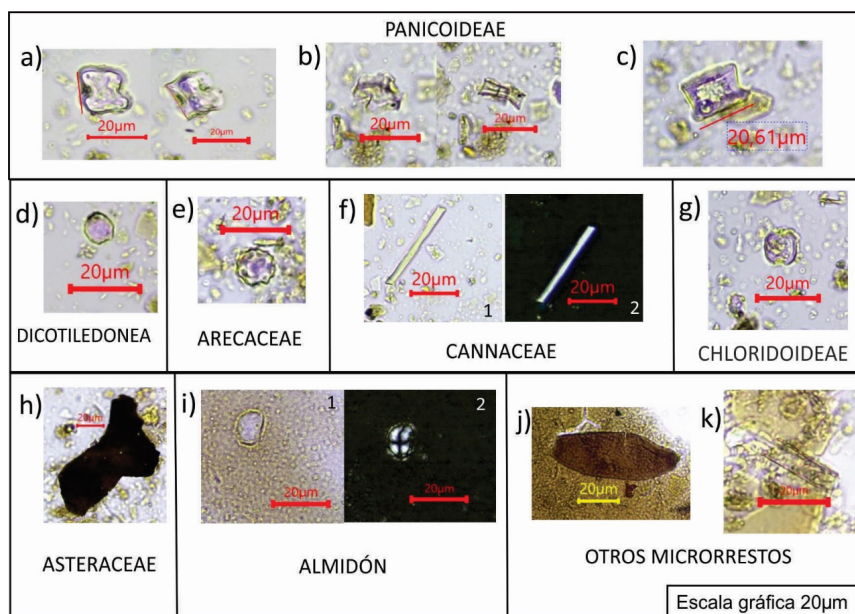 PANICOIDEAE
a)
20µm
20µm
b)
20µm
20µm
c)
20,61µm
d)
20µm
DICOTILEDONEA
e)
20µm
ARECACEAE
f)
20µm
1
20µm
2
CANNACEAE
g)
20µm
CHLORIDOIDEAE
h)
20µm
ASTERACEAE
i)
1
20µm
2
20µm
ALMIDÓN
j)
20µm
k)
20µm
OTROS MICRORRESTOS
Escala gráfica 20µm